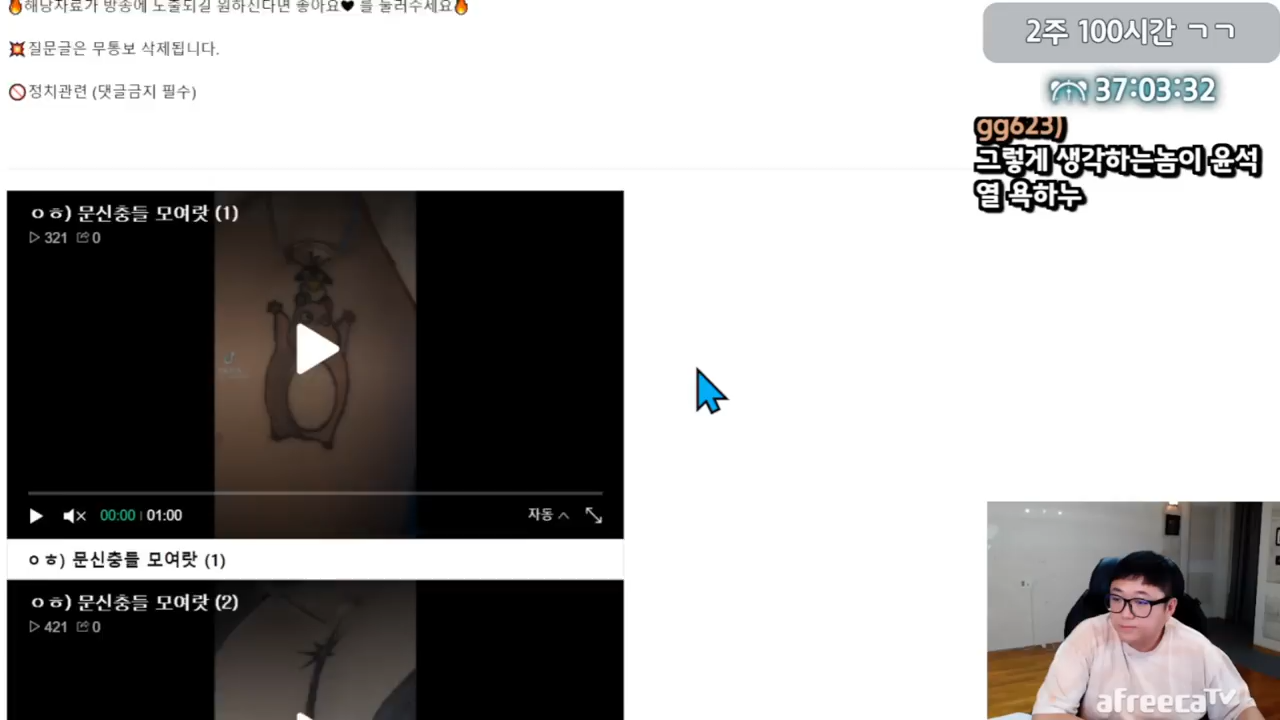 🔥해당자료가 방송에 노출되길 원하신다면 좋아요♥ 를 눌러주세요🔥
💥질문글은 무통보 삭제됩니다.
🚫정치관련 (댓글금지 필수)
2주 100시간 ㄱㄱ
37:03:32
gg623)
그렇게 생각하는놈이 윤석
열 욕하누
ㅇㅎ) 문신충들 모여랏 (1)
321 0
00:00 01:00
자동
ㅇㅎ) 문신충들 모여랏 (1)
ㅇㅎ) 문신충들 모여랏 (2)
421 0
afreecaTV